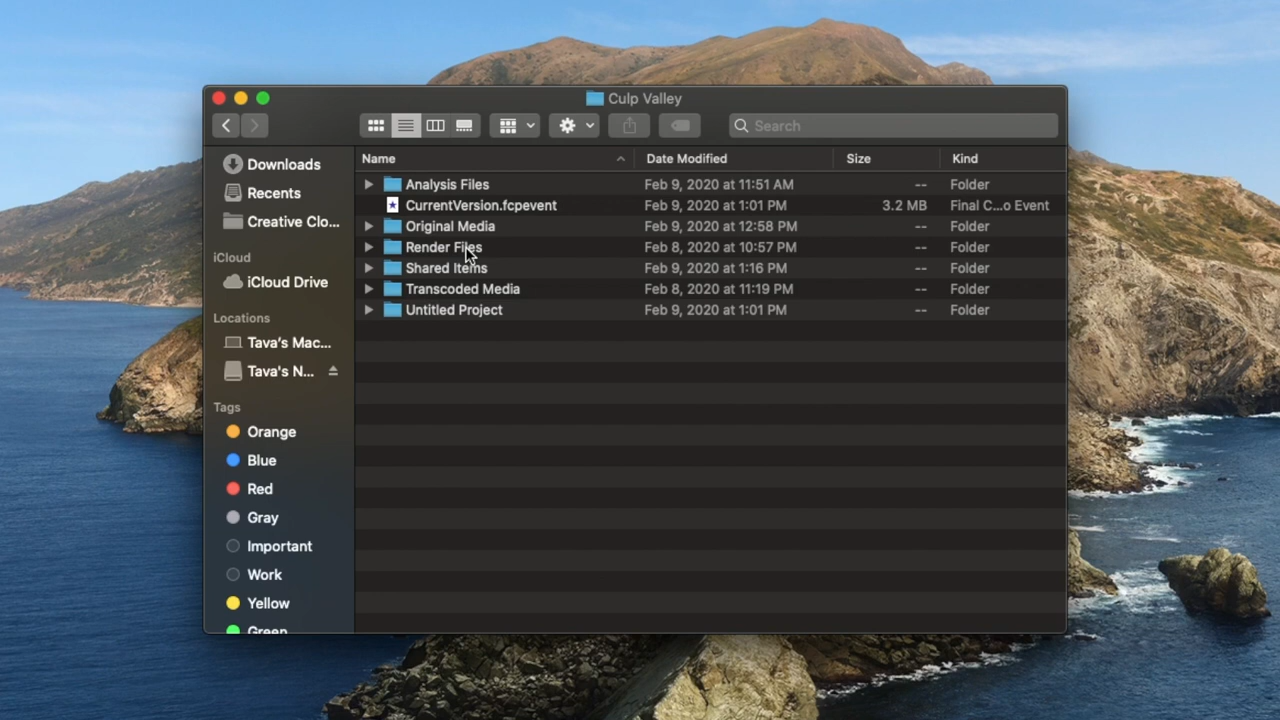 Culp Valley
Search
Downloads
Recents
Creative Clo...
iCloud
iCloud Drive
Locations
Tava's Mac...
Tava's N...
Tags
Orange
Blue
Red
Gray
Important
Work
Yellow
Green
Name Date Modified Size Kind
Analysis Files Feb 9, 2020 at 11:51 AM -- Folder
CurrentVersion.fcpevent Feb 9, 2020 at 1:01 PM 3.2 MB Final C...o Event
Original Media Feb 9, 2020 at 12:58 PM -- Folder
Render Files Feb 8, 2020 at 10:57 PM -- Folder
Shared Items Feb 9, 2020 at 1:16 PM -- Folder
Transcoded Media Feb 8, 2020 at 11:19 PM -- Folder
Untitled Project Feb 9, 2020 at 1:01 PM -- Folder